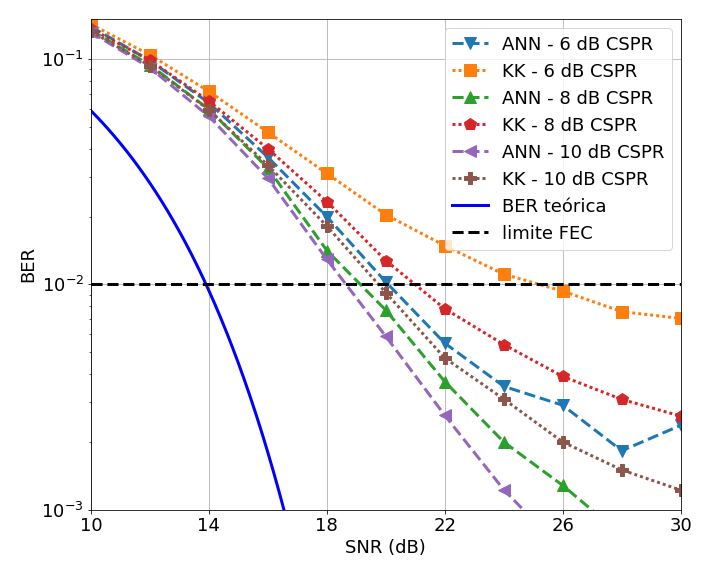 10⁻¹
10⁻²
10⁻³
BER
10 14 18 22 26 30
SNR (dB)
ANN - 6 dB CSPR
KK - 6 dB CSPR
ANN - 8 dB CSPR
KK - 8 dB CSPR
ANN - 10 dB CSPR
KK - 10 dB CSPR
BER teórica
limite FEC